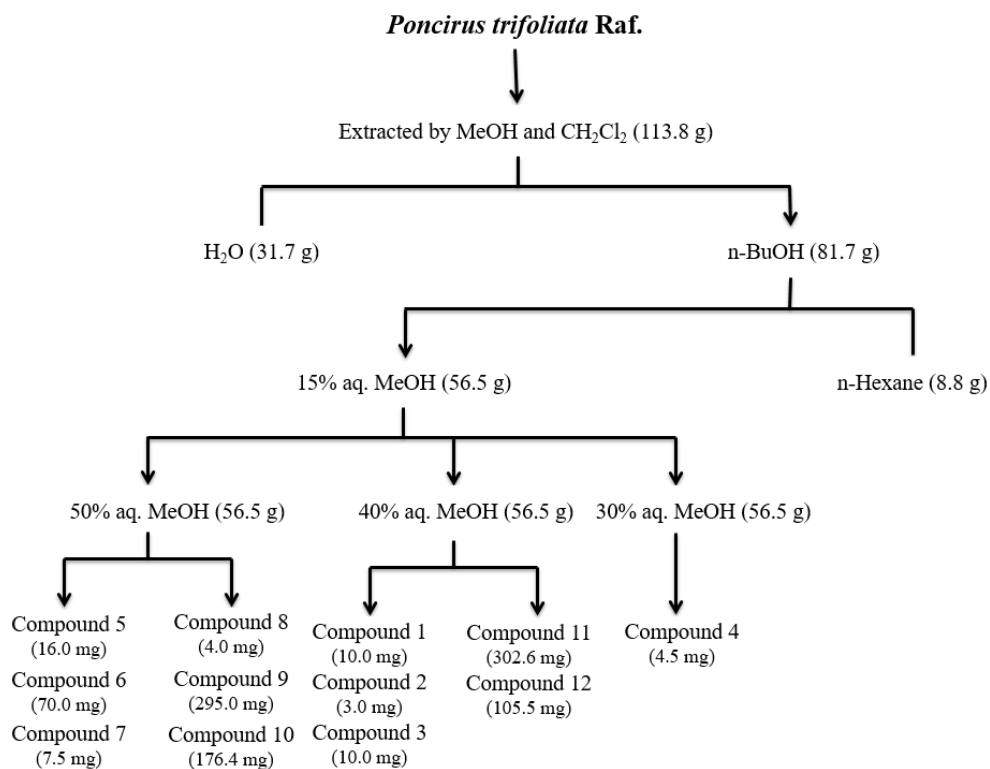 Poncirus trifoliata Raf.
Extracted by MeOH and CH₂Cl₂ (113.8 g)
H₂O (31.7 g)
n-BuOH (81.7 g)
15% aq. MeOH (56.5 g)
n-Hexane (8.8 g)
50% aq. MeOH (56.5 g)
40% aq. MeOH (56.5 g)
30% aq. MeOH (56.5 g)
Compound 5
(16.0 mg)
Compound 6
(70.0 mg)
Compound 7
(7.5 mg)
Compound 8
(4.0 mg)
Compound 9
(295.0 mg)
Compound 10
(176.4 mg)
Compound 1
(10.0 mg)
Compound 2
(3.0 mg)
Compound 3
(10.0 mg)
Compound 11
(302.6 mg)
Compound 12
(105.5 mg)
Compound 4
(4.5 mg)